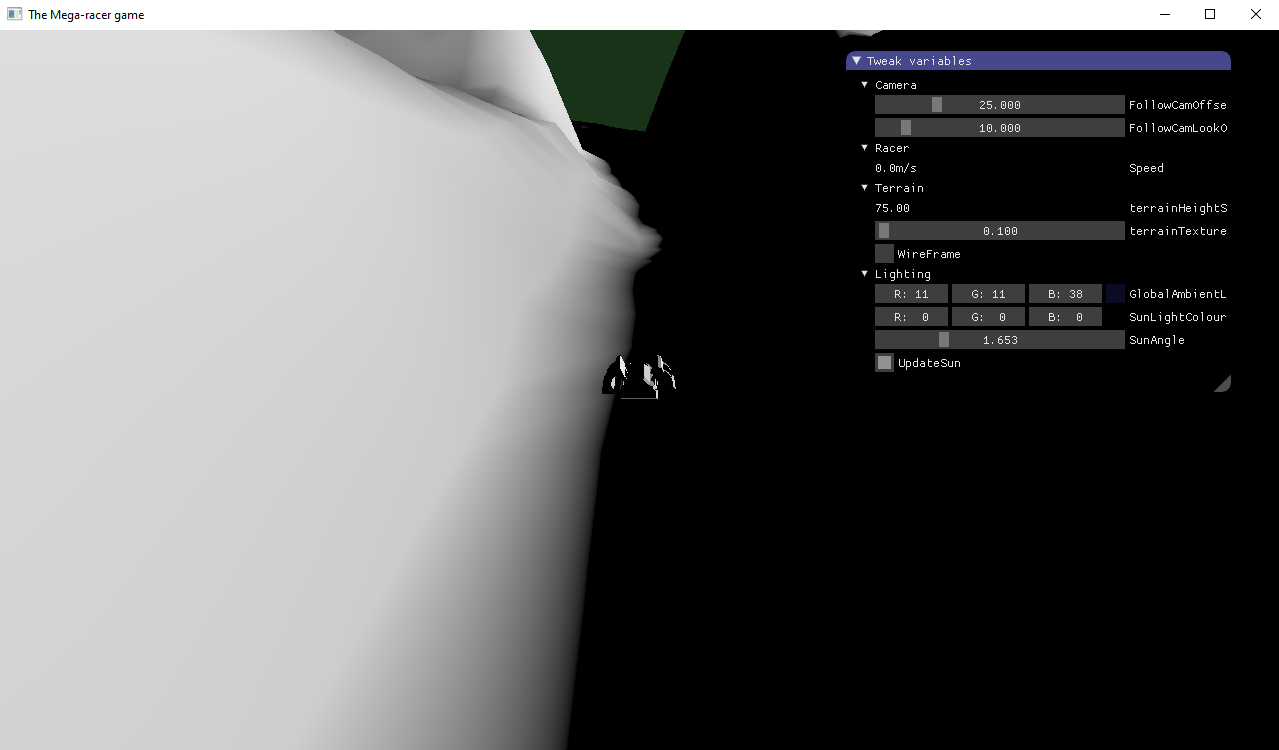 The Mega-racer game
Tweak variables
Camera
25.000 FollowCamOffse
10.000 FollowCamLookO
Racer
0.0m/s Speed
Terrain
75.00 terrainHeightS
0.100 terrainTexture
WireFrame
Lighting
R: 11 G: 11 B: 38 GlobalAmbientL
R: 0 G: 0 B: 0 SunLightColour
1.653 SunAngle
UpdateSun